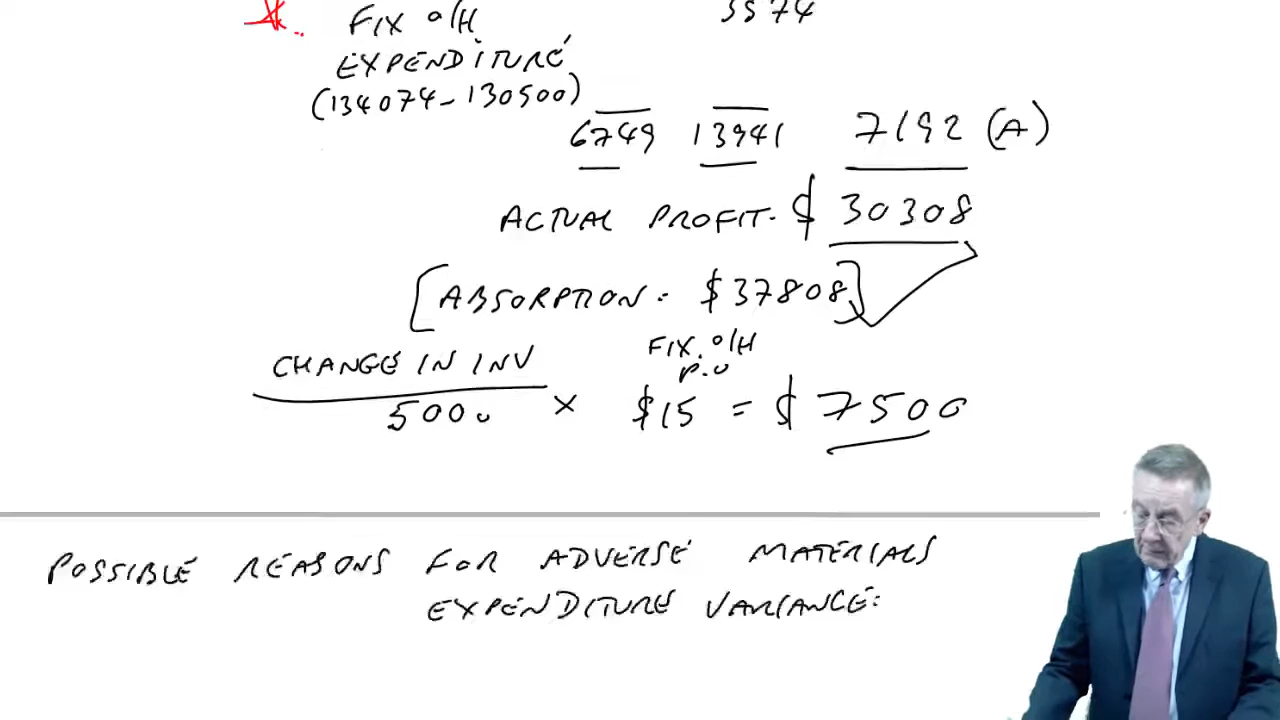 FIX O/H 3574
EXPENDITURE
(134074-130500)
6749 13941 7192 (A)
ACTUAL PROFIT. $ 30308
[ABSORPTION: $37808]
CHANGE IN INV FIX. O/H
P.U
5000 × $15 = $ 7500
POSSIBLE REASONS FOR ADVERSE MATERIALS
EXPENDITURE VARIANCE: